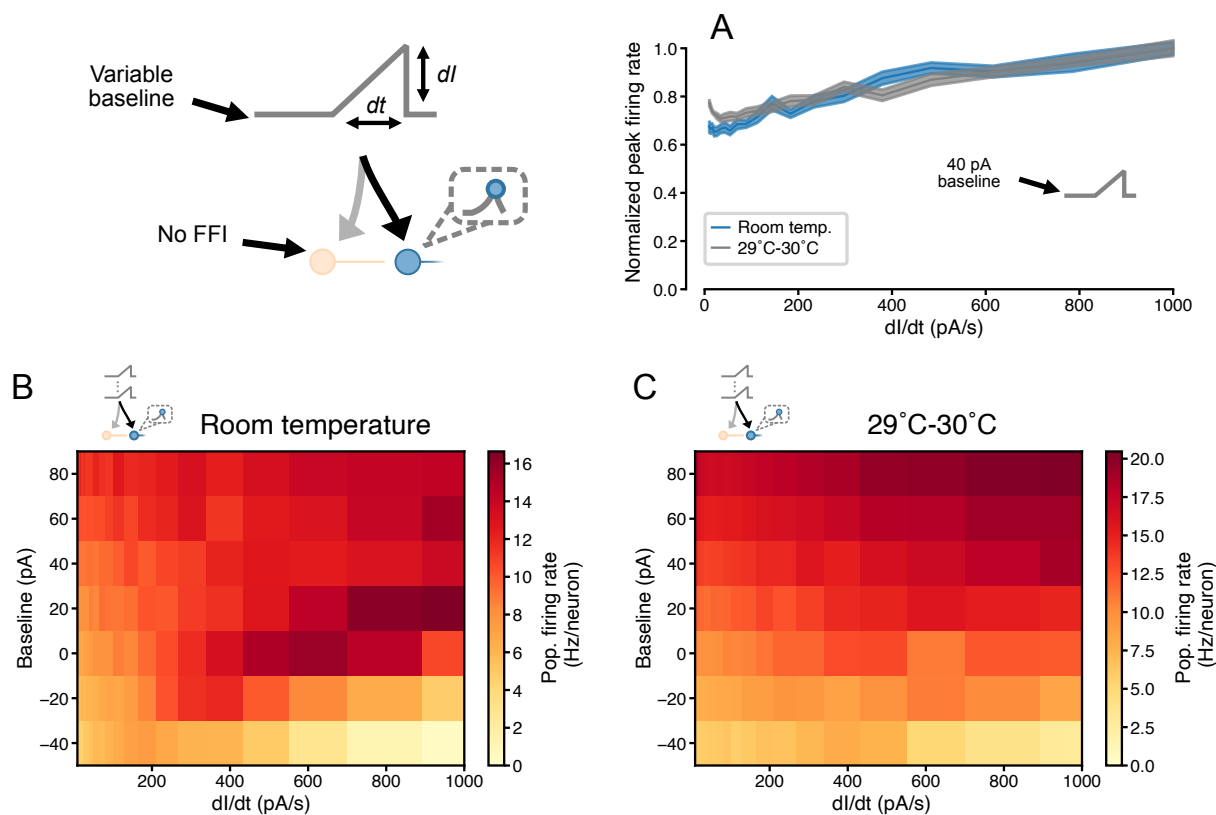 Variable
baseline
dI
dt
No FFI
A
Normalized peak firing rate
1.0
0.8
0.6
0.4
0.2
0.0
40 pA
baseline
Room temp.
29˚C-30˚C
0
200
400
600
800
1000
dI/dt (pA/s)
B
Room temperature
Baseline (pA)
80
60
40
20
0
−20
−40
200
400
600
800
1000
dI/dt (pA/s)
16
14
12
10
8
6
4
2
0
Pop. firing rate
(Hz/neuron)
C
29˚C-30˚C
Baseline (pA)
80
60
40
20
0
−20
−40
200
400
600
800
1000
dI/dt (pA/s)
20.0
17.5
15.0
12.5
10.0
7.5
5.0
2.5
0.0
Pop. firing rate
(Hz/neuron)